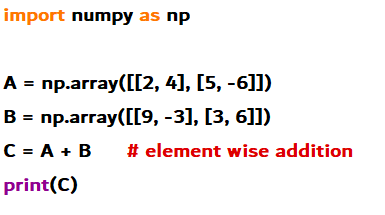 import numpy as np
A = np.array([[2, 4], [5, -6]])
B = np.array([[9, -3], [3, 6]])
C = A + B # element wise addition
print(C)